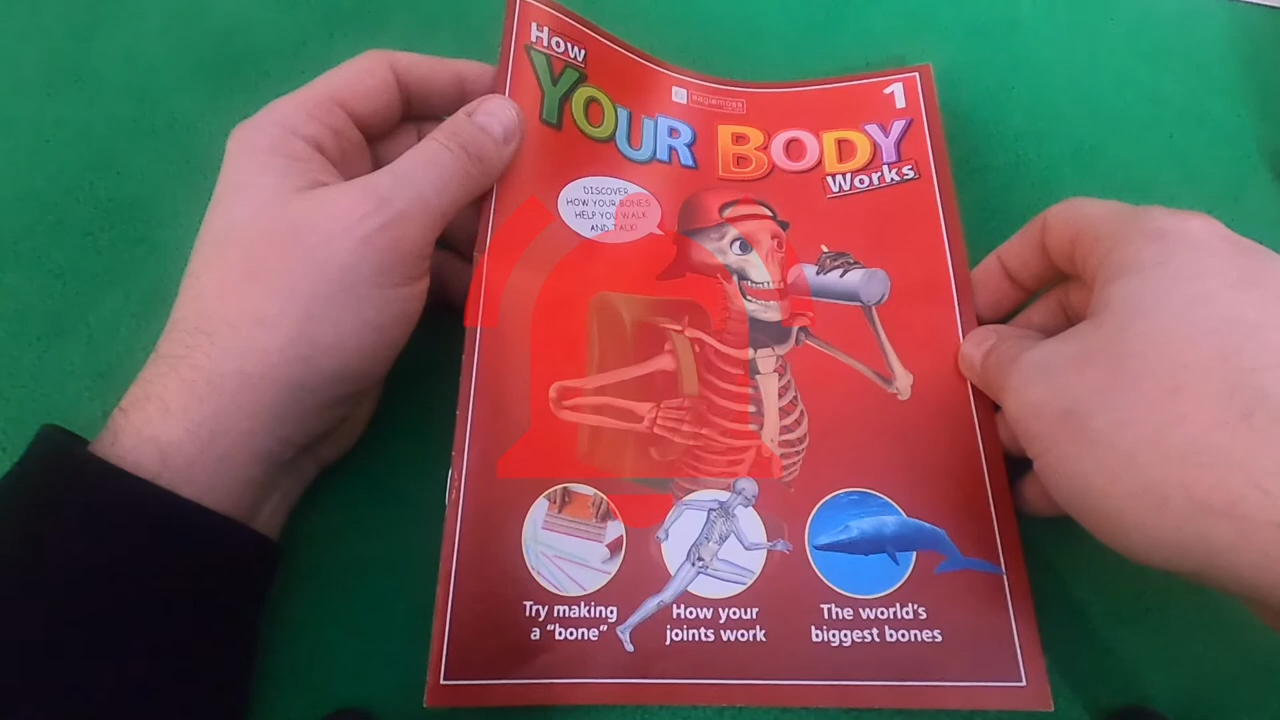 How
YOUR BODY
Works
eaglemoss
1
DISCOVER
HOW YOUR BONES
HELP YOU WALK
AND TALK!
Try making
a “bone”
How your
joints work
The world's
biggest bones